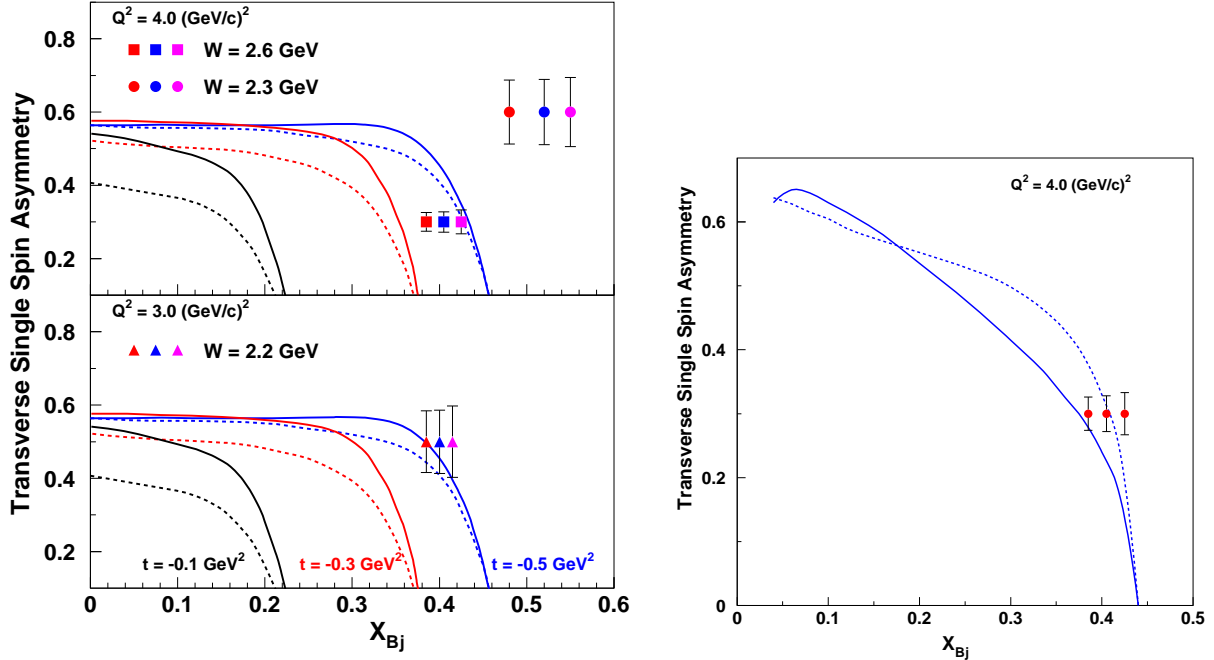 Transverse Single Spin Asymmetry
Q² = 4.0 (GeV/c)²
W = 2.6 GeV
W = 2.3 GeV
0.8
0.6
0.4
0.2
Q² = 3.0 (GeV/c)²
W = 2.2 GeV
0.8
0.6
0.4
0.2
t = -0.1 GeV²
t = -0.3 GeV²
t = -0.5 GeV²
0 0.1 0.2 0.3 0.4 0.5 0.6
X_Bj
Transverse Single Spin Asymmetry
Q² = 4.0 (GeV/c)²
0.6
0.4
0.2
0
0 0.1 0.2 0.3 0.4 0.5
X_Bj